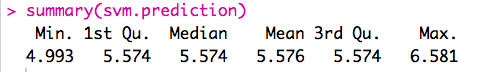 > summary(svm.prediction)
Min. 1st Qu. Median Mean 3rd Qu. Max.
4.993 5.574 5.574 5.576 5.574 6.581